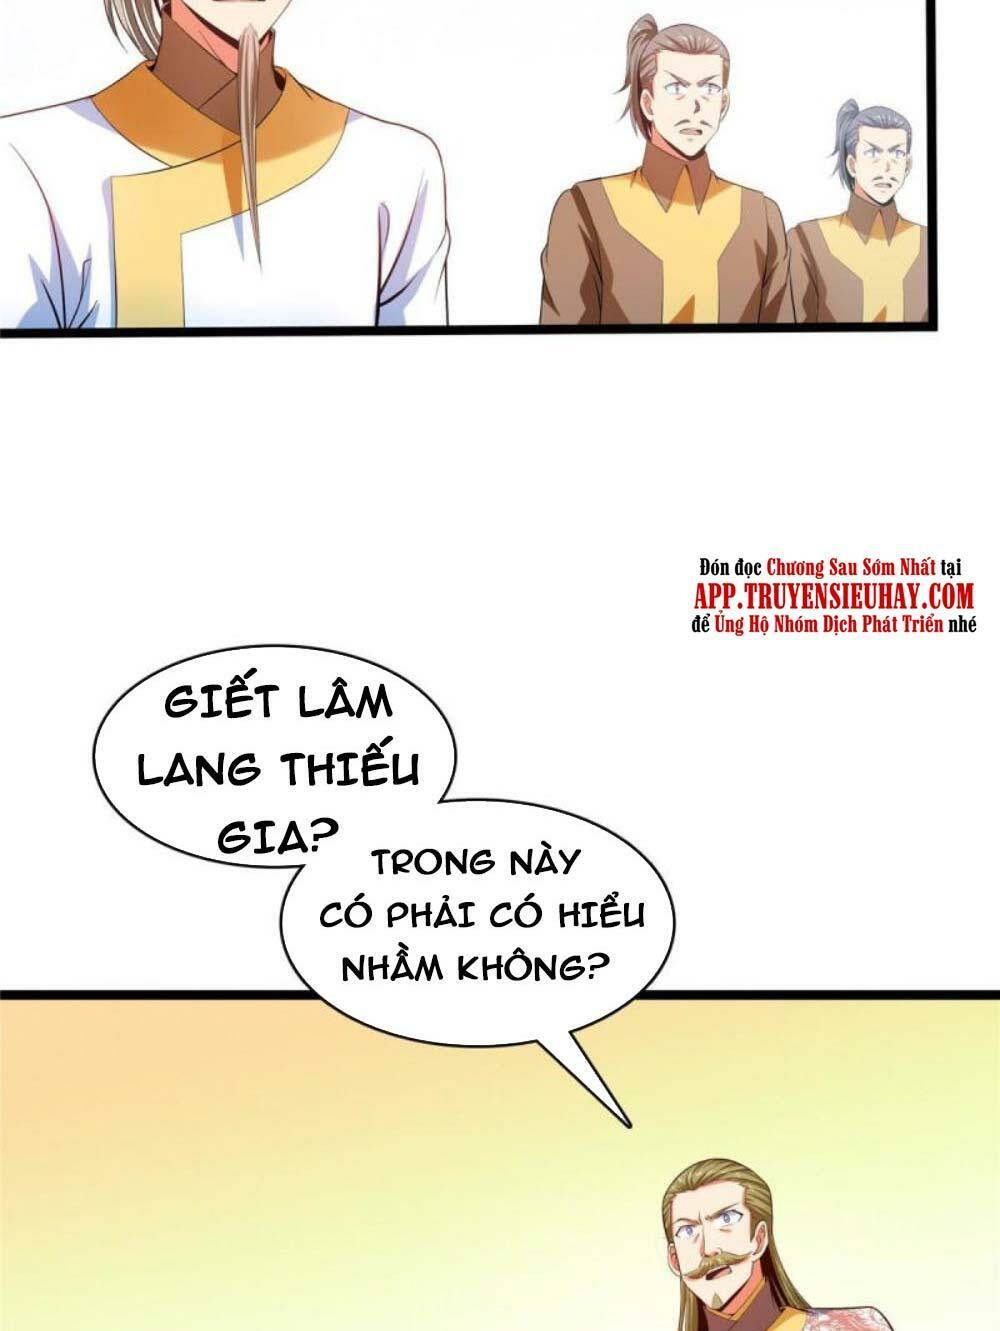 Đón đọc Chương Sau Sớm Nhất tại
APP.TRUYENSIEUHAY.COM
để Ủng Hộ Nhóm Dịch Phát Triển nhé
GIẾT LÂM
LANG THIẾU
GIA?
TRONG NÀY
CÓ PHẢI CÓ HIỂU
NHẦM KHÔNG?